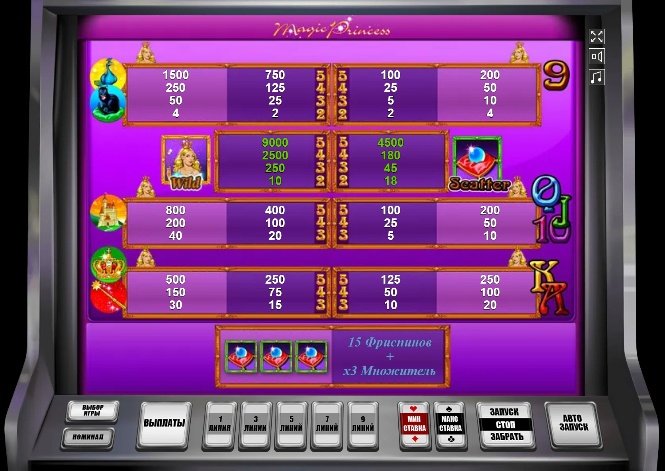 Magic Princess
1500 750 5 5 100 200
250 125 4 4 25 50
50 25 3 3 5 10
4 2 2 2 2 4
9
9000 5 5 4500
2500 4 4 180
250 3 3 45
10 2 2 18
Wild
Scatter
800 400 5 5 100 200
200 100 4 4 25 50
40 20 3 3 5 10
Q
J
10
500 250 5 5 125 250
150 75 4 4 50 100
30 15 3 3 10 20
K
A
15 Фриспинов
+
x3 Множитель
ВЫБОР
ИГРЫ
НОМИНАЛ
ВЫПЛАТЫ
1
ЛИНИЯ
3
ЛИНИИ
5
ЛИНИЙ
7
ЛИНИЙ
9
ЛИНИЙ
МИН
СТАВКА
МАКС
СТАВКА
ЗАПУСК
СТОП
ЗАБРАТЬ
АВТО
ЗАПУСК